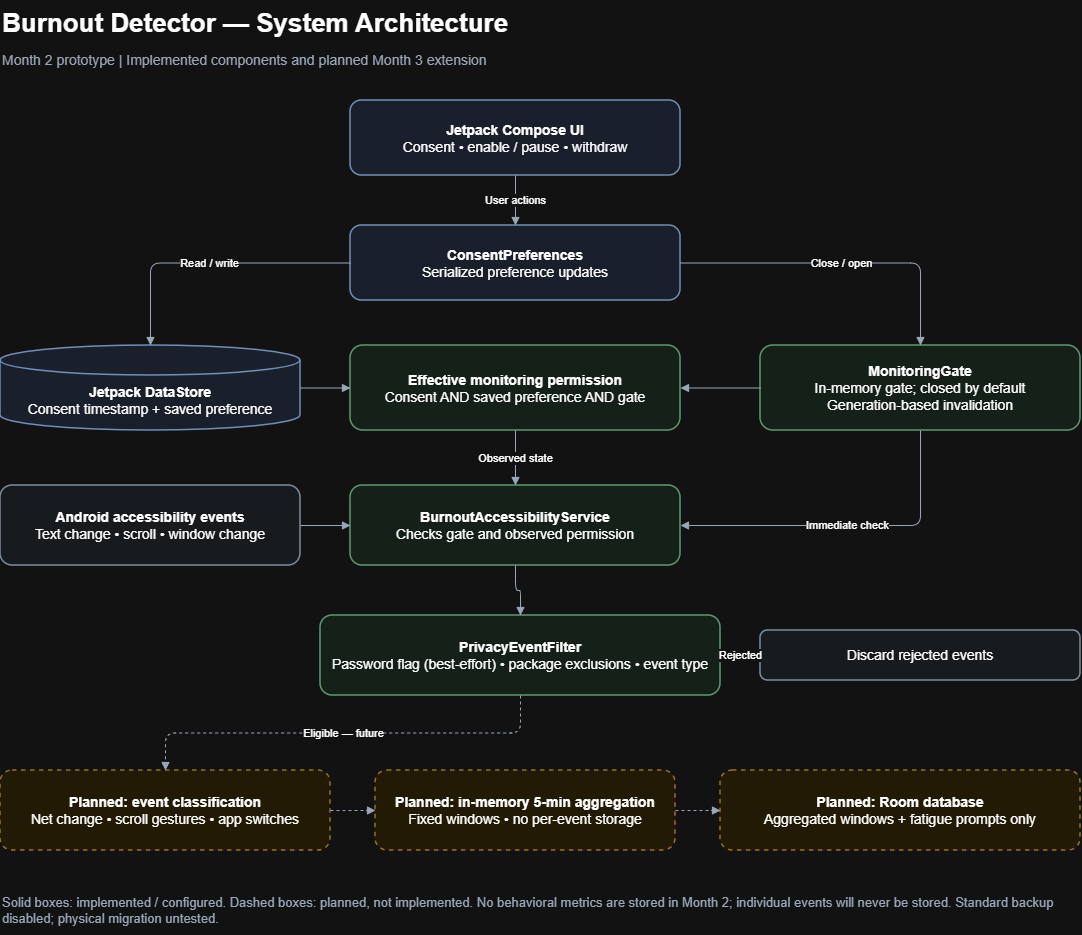 Burnout Detector — System Architecture
Month 2 prototype | Implemented components and planned Month 3 extension
Jetpack Compose UI
Consent • enable / pause • withdraw
User actions
ConsentPreferences
Serialized preference updates
Read / write
Close / open
Jetpack DataStore
Consent timestamp + saved preference
Effective monitoring permission
Consent AND saved preference AND gate
MonitoringGate
In-memory gate; closed by default
Generation-based invalidation
Observed state
Android accessibility events
Text change • scroll • window change
BurnoutAccessibilityService
Checks gate and observed permission
Immediate check
PrivacyEventFilter
Password flag (best-effort) • package exclusions • event type
Rejected
Discard rejected events
Eligible — future
Planned: event classification
Net change • scroll gestures • app switches
Planned: in-memory 5-min aggregation
Fixed windows • no per-event storage
Planned: Room database
Aggregated windows + fatigue prompts only
Solid boxes: implemented / configured. Dashed boxes: planned, not implemented. No behavioral metrics are stored in Month 2; individual events will never be stored. Standard backup
disabled; physical migration untested.